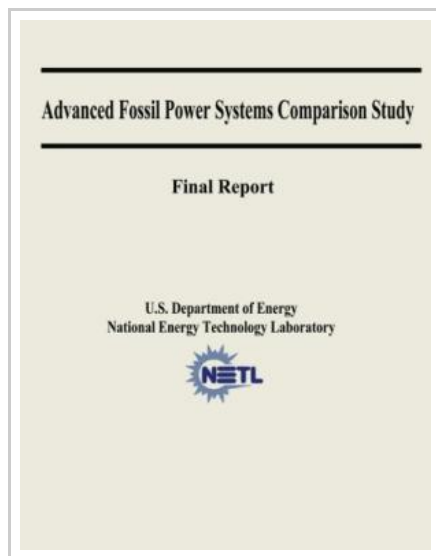 Advanced Fossil Power Systems Comparison Study
Final Report
U.S. Department of Energy
National Energy Technology Laboratory
NETL